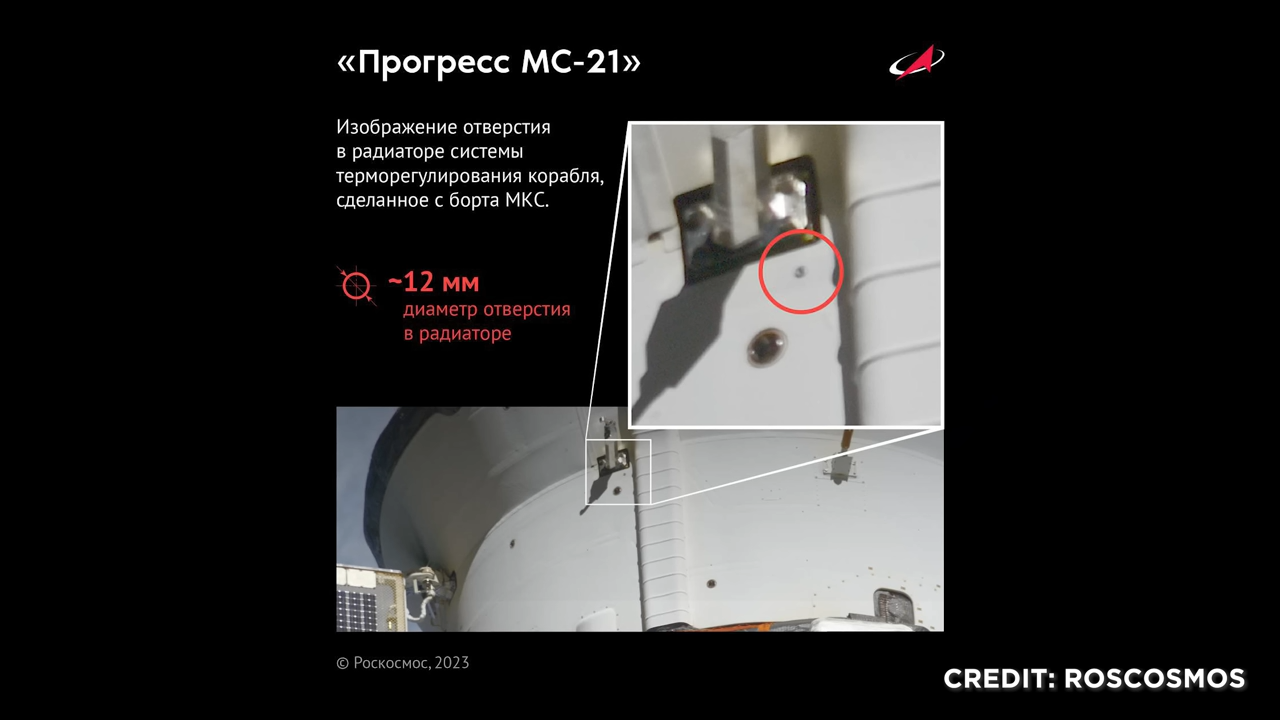 «Прогресс МС-21»
Изображение отверстия
в радиаторе системы
терморегулирования корабля,
сделанное с борта МКС.
~12 мм
диаметр отверстия
в радиаторе
© Роскосмос, 2023
CREDIT: ROSCOSMOS